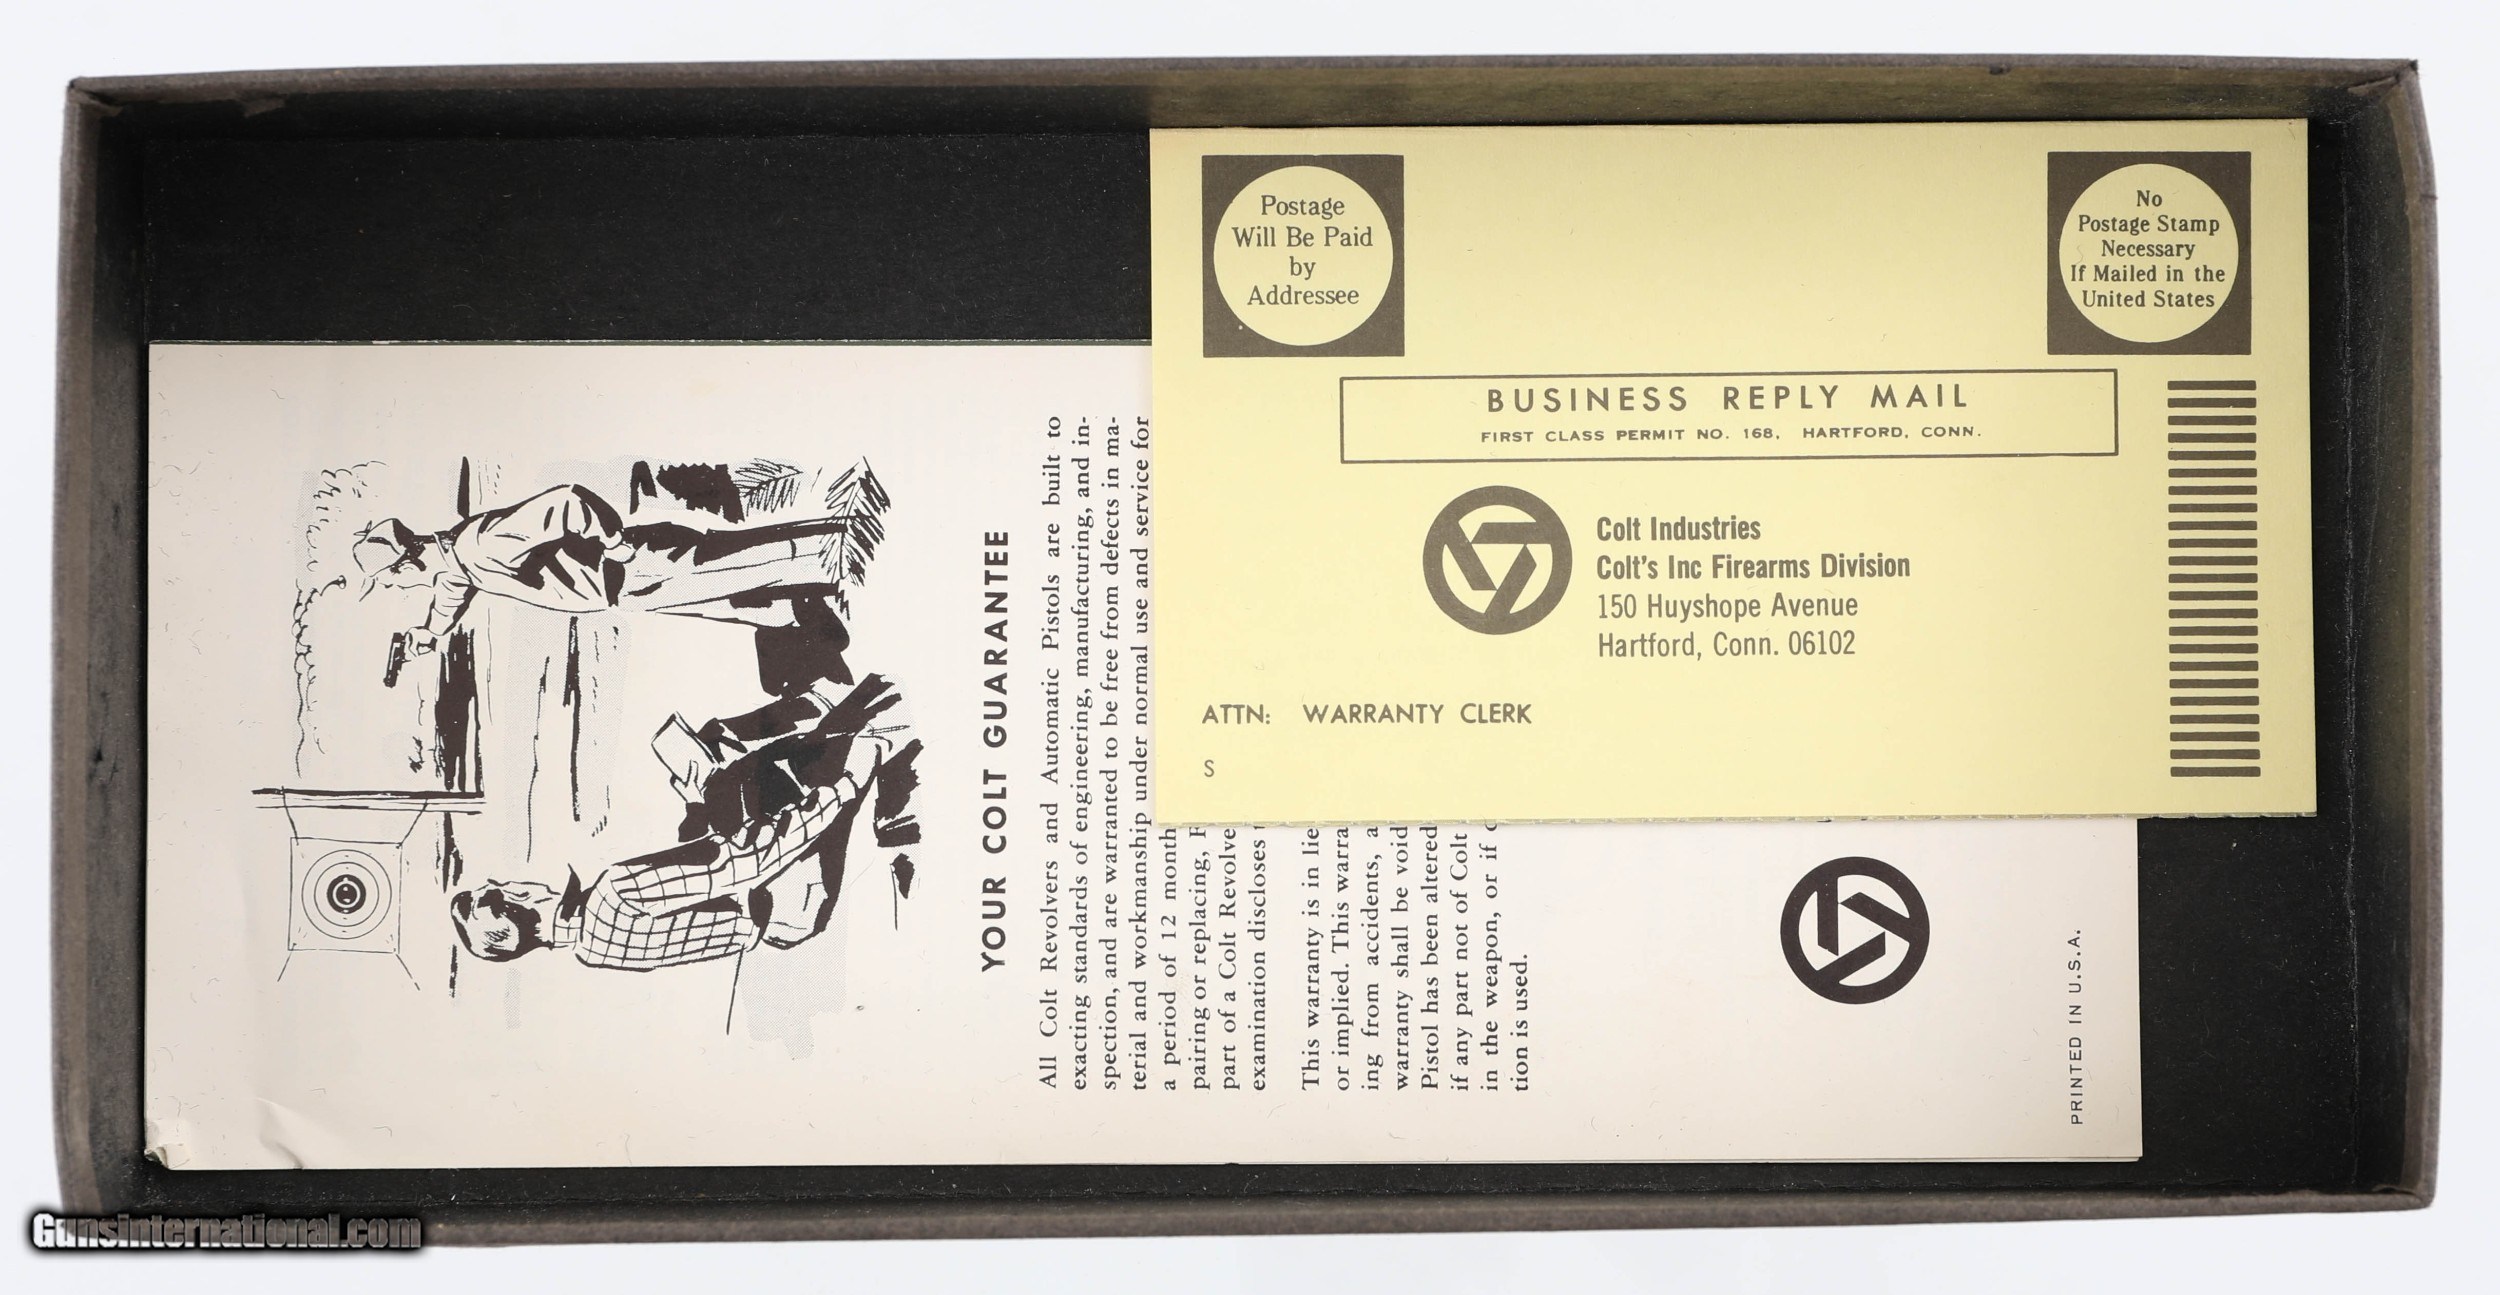 Postage
Will Be Paid
by
Addressee
No
Postage Stamp
Necessary
If Mailed in the
United States
BUSINESS REPLY MAIL
FIRST CLASS PERMIT NO. 168, HARTFORD, CONN.
Colt Industries
Colt's Inc Firearms Division
150 Huyshope Avenue
Hartford, Conn. 06102
ATTN: WARRANTY CLERK
S
YOUR COLT GUARANTEE
All Colt Revolvers and Automatic Pistols are built to
exacting standards of engineering, manufacturing, and in-
spection, and are warranted to be free from defects in ma-
terial and workmanship under normal use and service for
a period of 12 month
pairing or replacing, F
part of a Colt Revolve
examination discloses
This warranty is in lie
or implied. This warra
ing from accidents, a
warranty shall be void
Pistol has been altered
if any part not of Colt
in the weapon, or if
tion is used.
PRINTED IN U.S.A.
GunsInternational.com